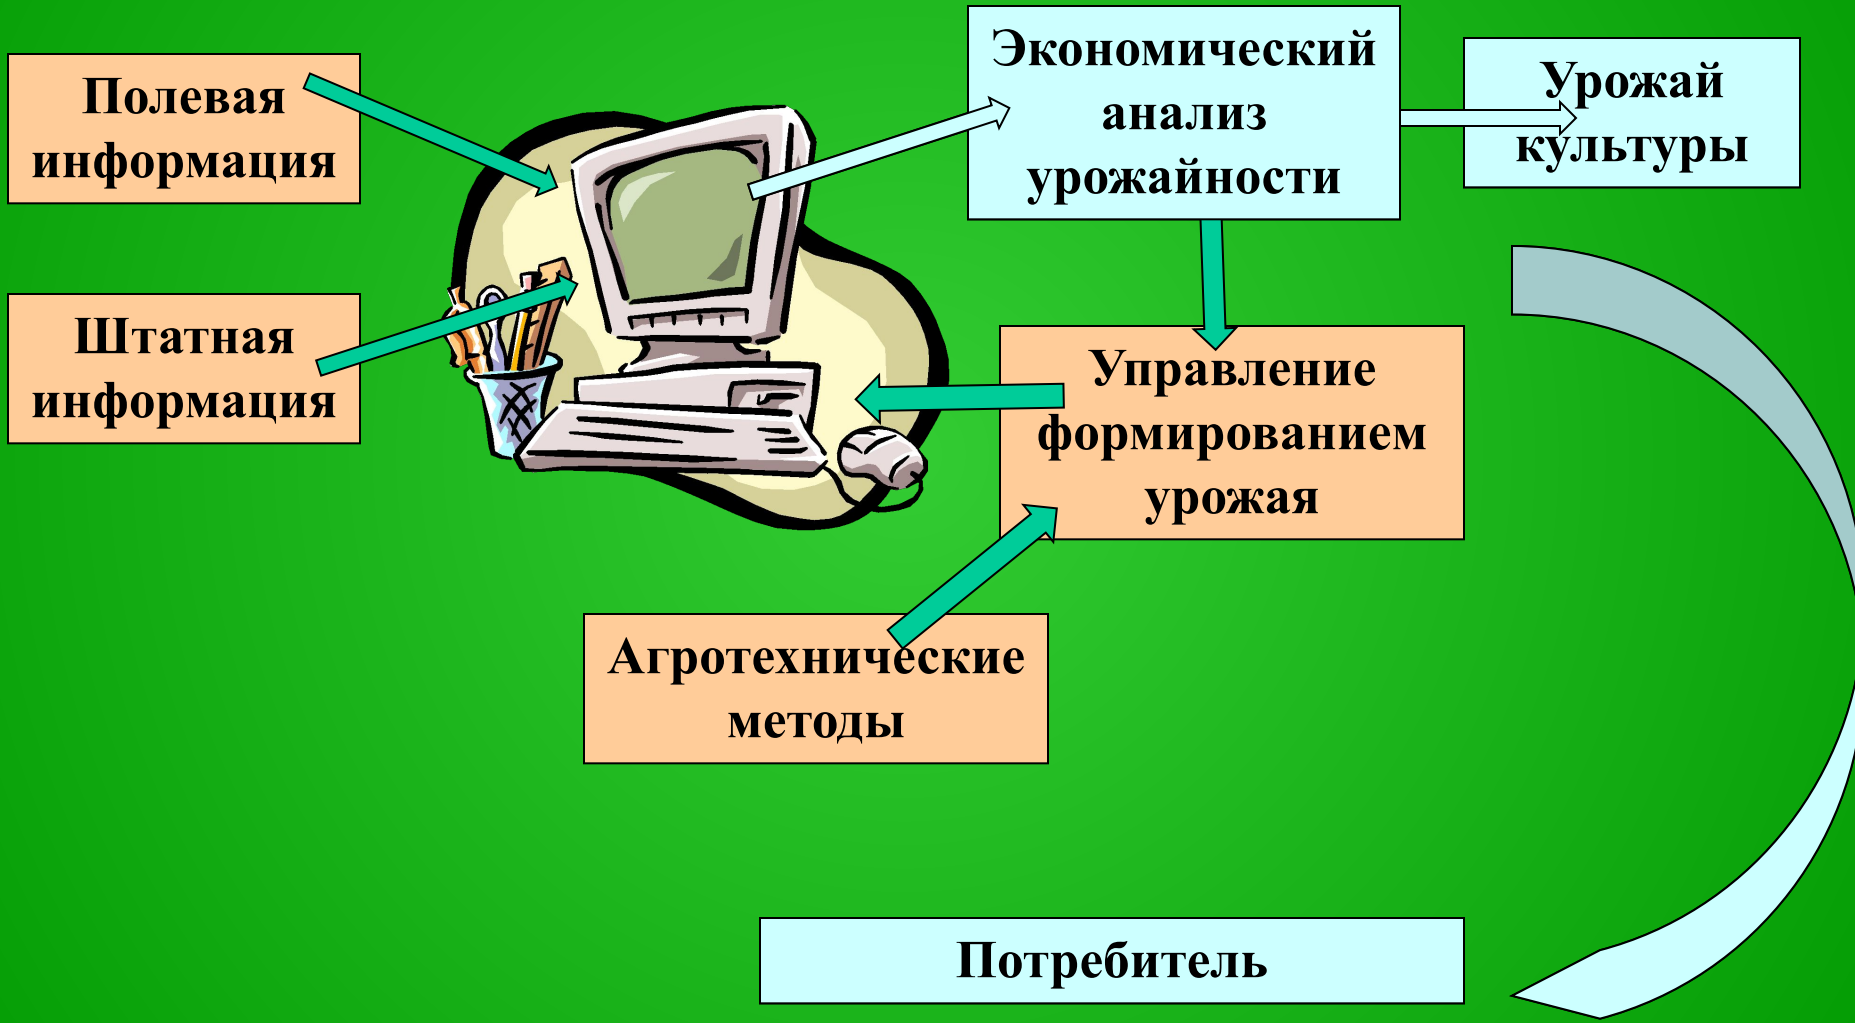 Полевая
информация
Экономический
анализ
урожайности
Урожай
культуры
Штатная
информация
Управление
формированием
урожая
Агротехнические
методы
Потребитель